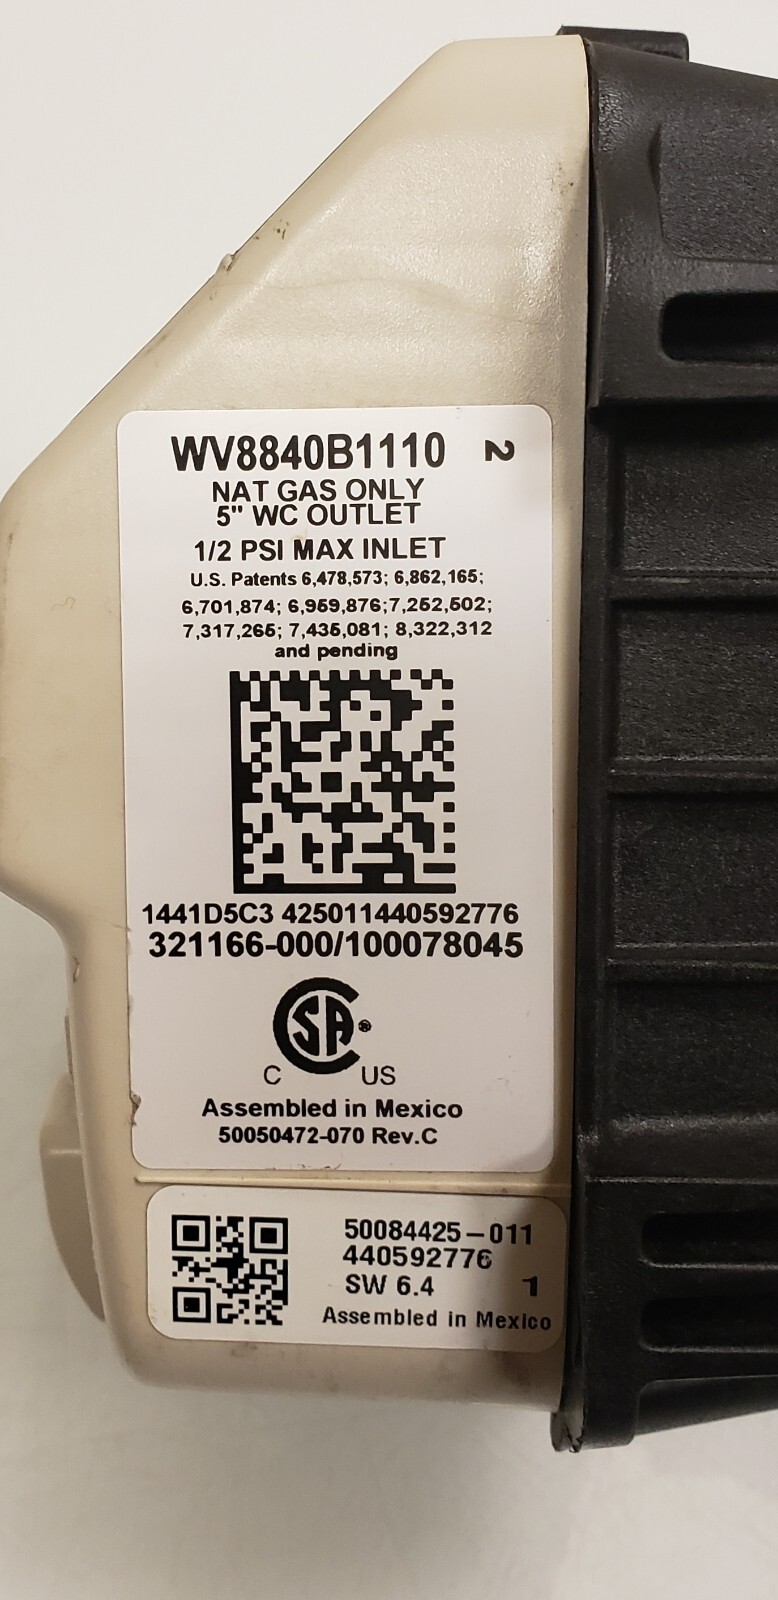 WV8840B1110 2
NAT GAS ONLY
5" WC OUTLET
1/2 PSI MAX INLET
U.S. Patents 6,478,573; 6,862,165;
6,701,874; 6,959,876;7,252,502;
7,317,265; 7,435,081; 8,322,312
and pending
1441D5C3 425011440592776
321166-000/100078045
CSA®
C US
Assembled in Mexico
50050472-070 Rev.C
50084425-011
440592776
SW 6.4 1
Assembled in Mexico